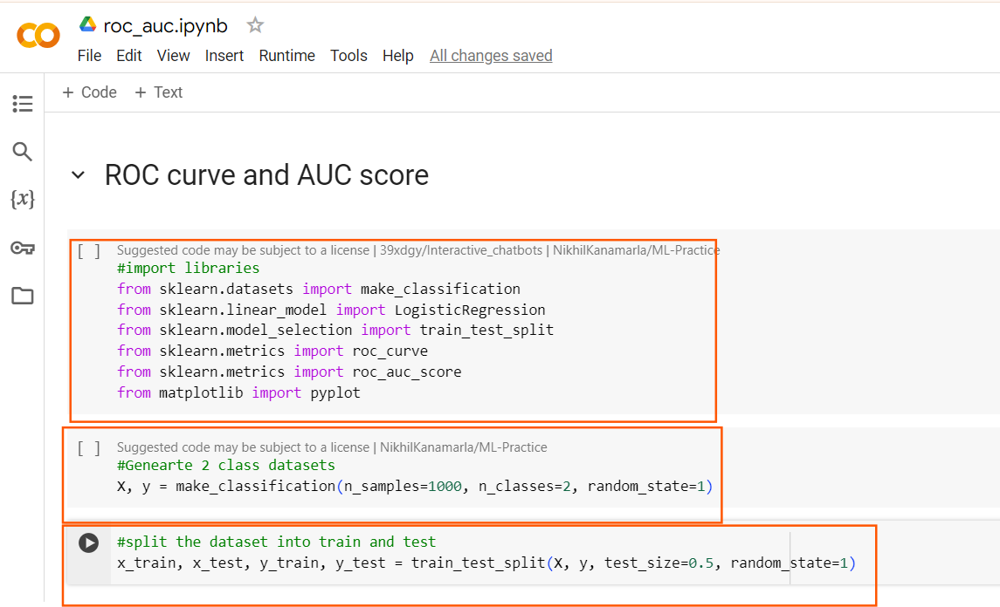 roc_auc.ipynb
File Edit View Insert Runtime Tools Help All changes saved
+ Code + Text
{x}
ROC curve and AUC score
[ ] Suggested code may be subject to a license | 39xdgy/Interactive_chatbots | NikhilKanamarla/ML-Practice
#import libraries
from sklearn.datasets import make_classification
from sklearn.linear_model import LogisticRegression
from sklearn.model_selection import train_test_split
from sklearn.metrics import roc_curve
from sklearn.metrics import roc_auc_score
from matplotlib import pyplot
[ ] Suggested code may be subject to a license | NikhilKanamarla/ML-Practice
#Genearte 2 class datasets
X, y = make_classification(n_samples=1000, n_classes=2, random_state=1)
#split the dataset into train and test
x_train, x_test, y_train, y_test = train_test_split(X, y, test_size=0.5, random_state=1)